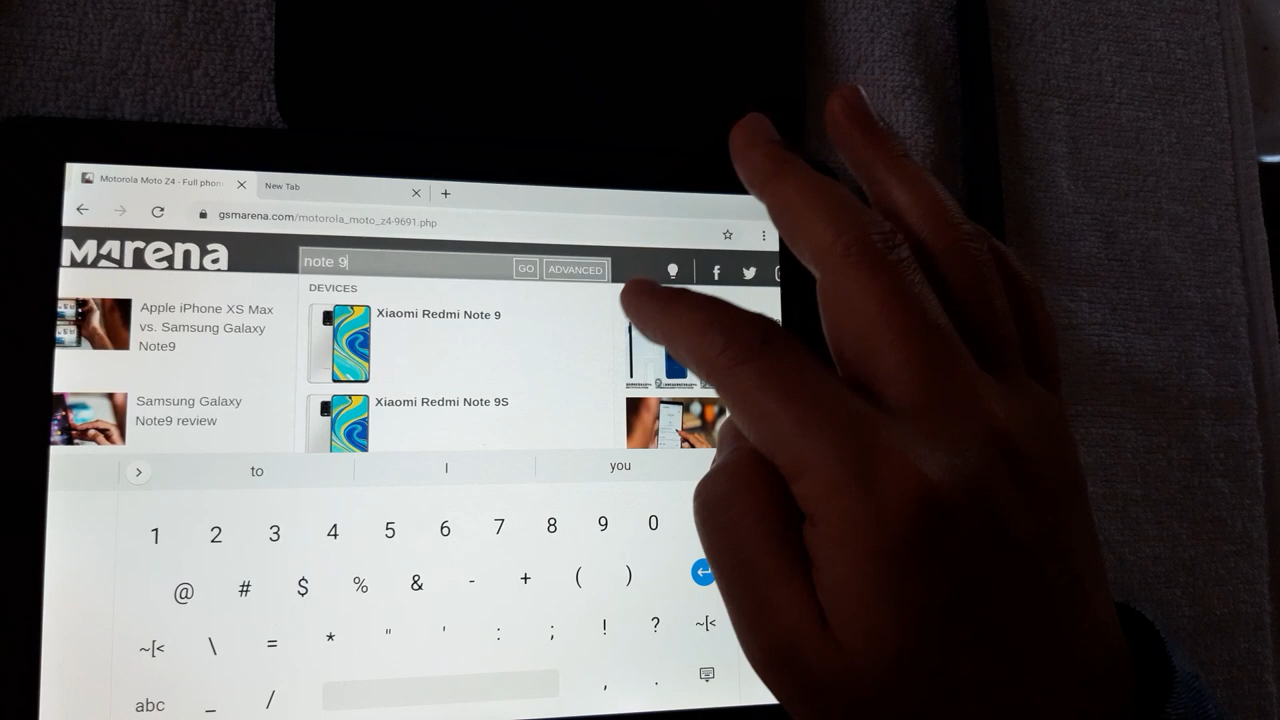 Motorola Moto Z4 - Full phon
New Tab
gsmarena.com/motorola_moto_z4-9691.php
Marena
note 9
GO
ADVANCED
DEVICES
Apple iPhone XS Max
vs. Samsung Galaxy
Note9
Xiaomi Redmi Note 9
Samsung Galaxy
Note9 review
Xiaomi Redmi Note 9S
to I you
1 2 3 4 5 6 7 8 9 0
@ # $ % & - + ( )
~[< \ = * " ' : ; ! ? ~[<
abc _ / , .